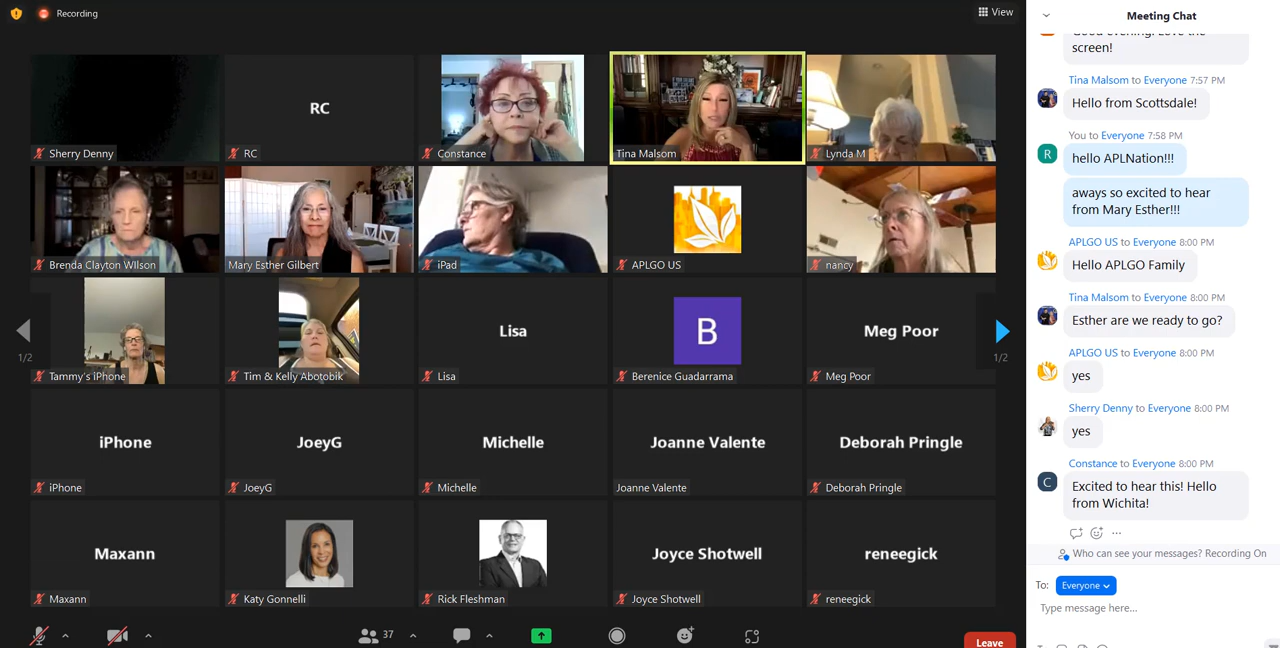 Recording
View
RC
Sherry Denny
RC
Constance
Tina Malsom
Lynda M
Brenda Clayton WIlson
Mary Esther Gilbert
iPad
APLGO US
nancy
Lisa
B
Meg Poor
1/2
1/2
Tammy's iPhone
Tim & Kelly Abotobik
Lisa
Berenice Guadarrama
Meg Poor
iPhone
JoeyG
Michelle
Joanne Valente
Deborah Pringle
iPhone
JoeyG
Michelle
Joanne Valente
Deborah Pringle
Maxann
Joyce Shotwell
reneegick
Maxann
Katy Gonnelli
Rick Fleshman
Joyce Shotwell
reneegick
37
Leave
Meeting Chat
Good evening! Love the
screen!
Tina Malsom to Everyone 7:57 PM
Hello from Scottsdale!
You to Everyone 7:58 PM
R
hello APLNation!!!
aways so excited to hear
from Mary Esther!!!
APLGO US to Everyone 8:00 PM
Hello APLGO Family
Tina Malsom to Everyone 8:00 PM
Esther are we ready to go?
APLGO US to Everyone 8:00 PM
yes
Sherry Denny to Everyone 8:00 PM
yes
Constance to Everyone 8:00 PM
C
Excited to hear this! Hello
from Wichita!
Who can see your messages? Recording On
To: Everyone
Type message here...